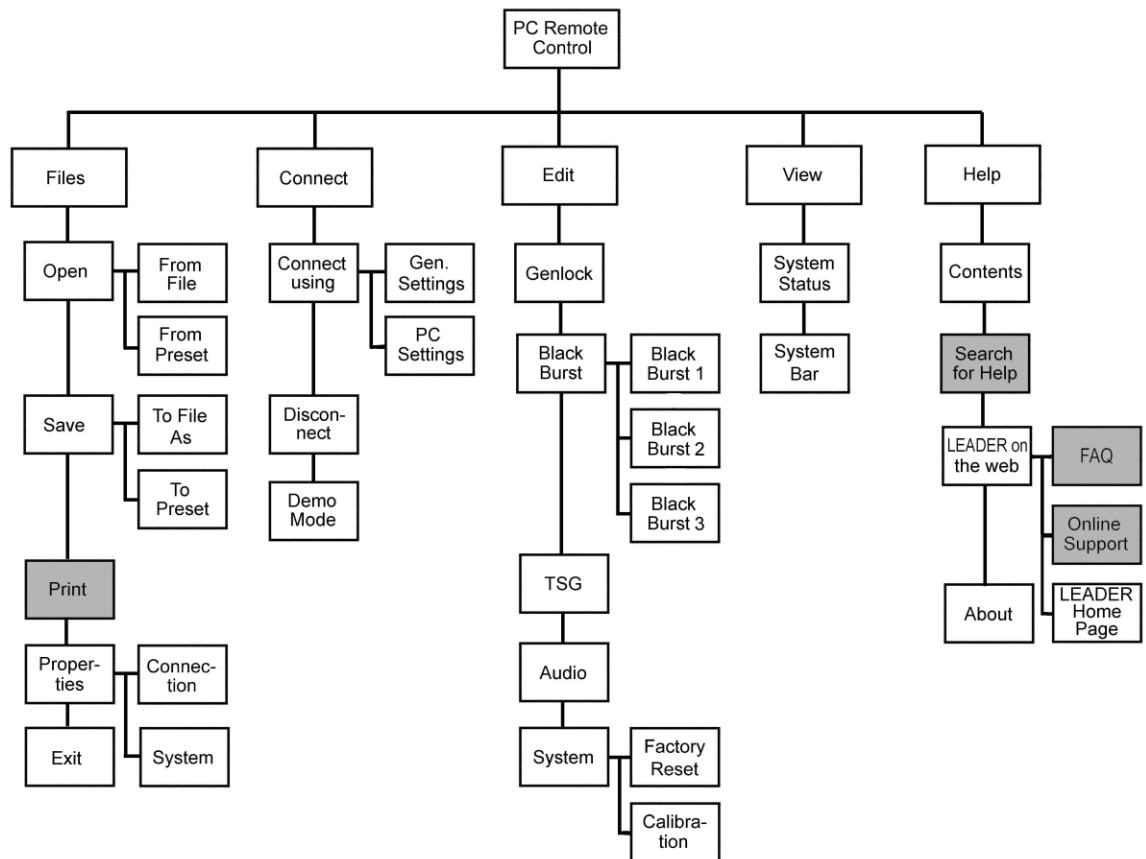 PC Remote
Control
Files
Connect
Edit
View
Help
Open
From
File
From
Preset
Save
To File
As
To
Preset
Print
Proper-
ties
Connec-
tion
Exit
System
Connect
using
Gen.
Settings
PC
Settings
Discon-
nect
Demo
Mode
Genlock
Black
Burst
Black
Burst 1
Black
Burst 2
Black
Burst 3
TSG
Audio
System
Factory
Reset
Calibra-
tion
System
Status
System
Bar
Contents
Search
for Help
LEADER on
the web
FAQ
Online
Support
LEADER
Home
Page
About